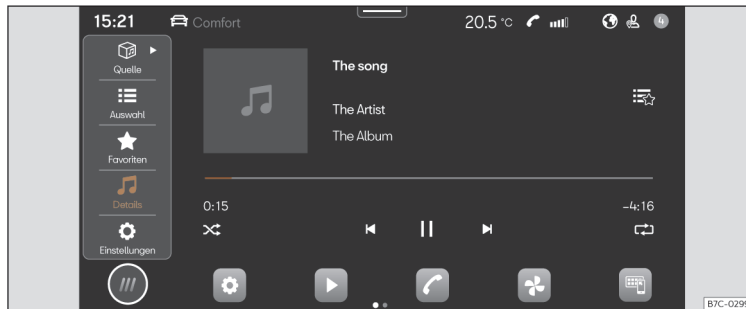 15:21 Comfort 20.5 °C 4
Quelle
Auswahl
Favoriten
Details
Einstellungen
The song
The Artist
The Album
0:15 -4:16
B7C-0299